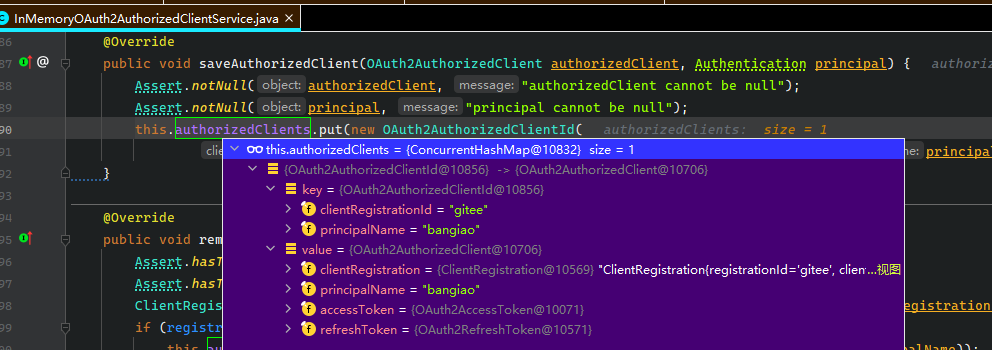 InMemoryOAuth2AuthorizedClientService.java ×
86 @Override
87 @ public void saveAuthorizedClient(OAuth2AuthorizedClient authorizedClient, Authentication principal) { authoriz
88 Assert.notNull( object: authorizedClient, message: "authorizedClient cannot be null");
89 Assert.notNull( object: principal, message: "principal cannot be null");
90 this.authorizedClients.put(new OAuth2AuthorizedClientId( authorizedClients: size = 1
91 clie me: principal
92 }
this.authorizedClients = {ConcurrentHashMap@10832} size = 1
{OAuth2AuthorizedClientId@10856} -> {OAuth2AuthorizedClient@10706}
key = {OAuth2AuthorizedClientId@10856}
clientRegistrationId = "gitee"
principalName = "bangiao"
value = {OAuth2AuthorizedClient@10706}
clientRegistration = {ClientRegistration@10569} "ClientRegistration{registrationId='gitee', clien...视图
principalName = "bangiao"
accessToken = {OAuth2AccessToken@10071}
refreshToken = {OAuth2RefreshToken@10571}
93
94 @Override
95 public void rem
96 Assert.hasT
97 Assert.hasT
98 ClientRegis egistration
99 if (registr
this.au palName));